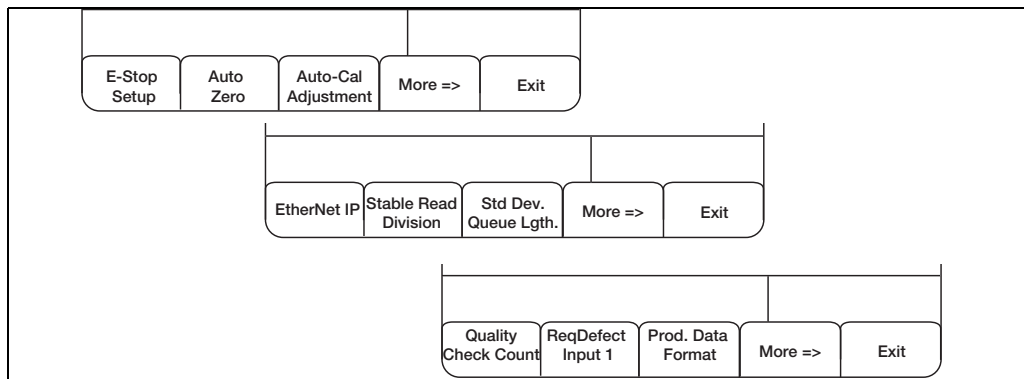 E-Stop
Setup
Auto
Zero
Auto-Cal
Adjustment
More =>
Exit
EtherNet IP
Stable Read
Division
Std Dev.
Queue Lgth.
More =>
Exit
Quality
Check Count
ReqDefect
Input 1
Prod. Data
Format
More =>
Exit